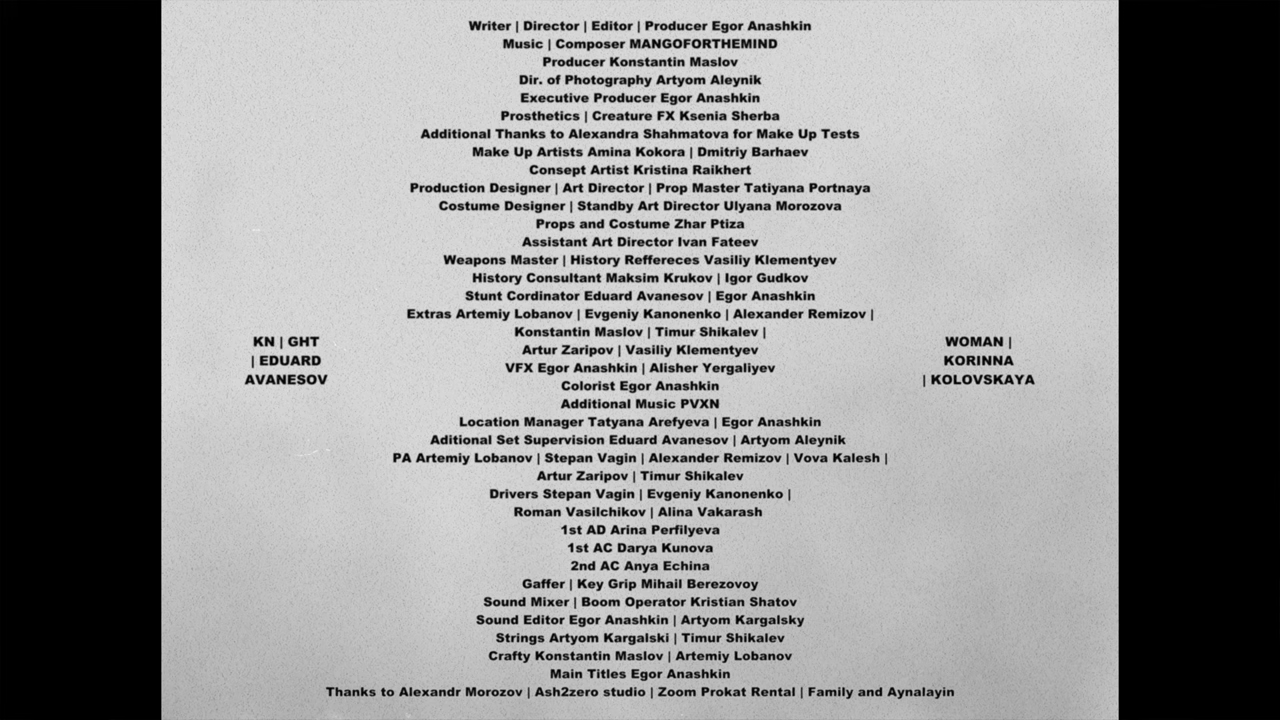 Writer | Director | Editor | Producer Egor Anashkin
Music | Composer MANGOFORTHEMIND
Producer Konstantin Maslov
Dir. of Photography Artyom Aleynik
Executive Producer Egor Anashkin
Prosthetics | Creature FX Ksenia Sherba
Additional Thanks to Alexandra Shahmatova for Make Up Tests
Make Up Artists Amina Kokora | Dmitriy Barhaev
Consept Artist Kristina Raikhert
Production Designer | Art Director | Prop Master Tatiyana Portnaya
Costume Designer | Standby Art Director Ulyana Morozova
Props and Costume Zhar Ptiza
Assistant Art Director Ivan Fateev
Weapons Master | History Reffereces Vasiliy Klementyev
History Consultant Maksim Krukov | Igor Gudkov
Stunt Cordinator Eduard Avanesov | Egor Anashkin
Extras Artemiy Lobanov | Evgeniy Kanonenko | Alexander Remizov |
Konstantin Maslov | Timur Shikalev |
Artur Zaripov | Vasiliy Klementyev
VFX Egor Anashkin | Alisher Yergaliyev
Colorist Egor Anashkin
Additional Music PVXN
Location Manager Tatyana Arefyeva | Egor Anashkin
Aditional Set Supervision Eduard Avanesov | Artyom Aleynik
PA Artemiy Lobanov | Stepan Vagin | Alexander Remizov | Vova Kalesh |
Artur Zaripov | Timur Shikalev
Drivers Stepan Vagin | Evgeniy Kanonenko |
Roman Vasilchikov | Alina Vakarash
1st AD Arina Perfilyeva
1st AC Darya Kunova
2nd AC Anya Echina
Gaffer | Key Grip Mihail Berezovoy
Sound Mixer | Boom Operator Kristian Shatov
Sound Editor Egor Anashkin | Artyom Kargalsky
Strings Artyom Kargalski | Timur Shikalev
Crafty Konstantin Maslov | Artemiy Lobanov
Main Titles Egor Anashkin
Thanks to Alexandr Morozov | Ash2zero studio | Zoom Prokat Rental | Family and Aynalayin
KN | GHT
| EDUARD
AVANESOV
WOMAN |
KORINNA
| KOLOVSKAYA